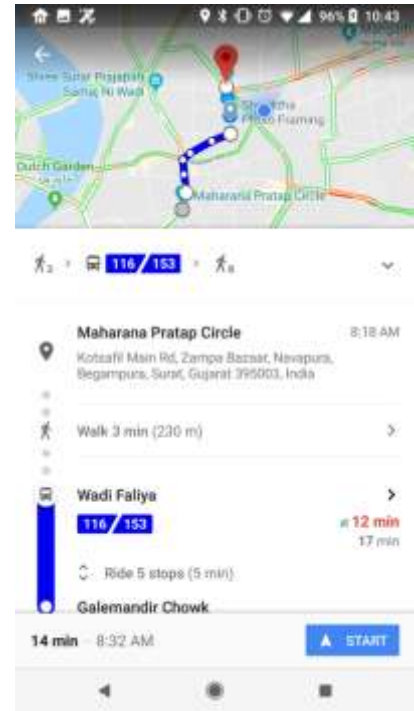 96% 10:43
Shree Surat Prajapati
Samaj Ni Wadi
Photo Framing
Dutch Garden
Maharana Pratap Circle
3 116 / 153 8
Maharana Pratap Circle 8:18 AM
Kotsafil Main Rd, Zampa Bazaar, Navapura,
Begampura, Surat, Gujarat 395003, India
Walk 3 min (230 m)
Wadi Faliya
116 / 153 12 min
17 min
Ride 5 stops (5 min)
Galemandir Chowk
14 min 8:32 AM START